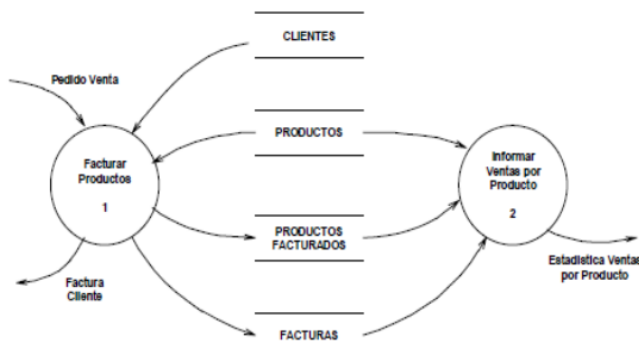 CLIENTES
Pedido Venta
PRODUCTOS
Facturar
Productos
1
Informar
Ventas por
Producto
2
PRODUCTOS
FACTURADOS
Factura
Cliente
Estadistica Ventas
por Producto
FACTURAS